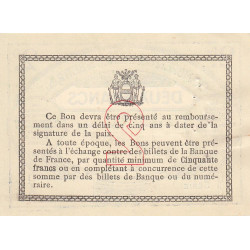 Ce Bon devra être présenté au rembourse-
ment dans un délai de cinq ans à dater de la
signature de la paix.
A toute époque, les Bons peuvent être pré-
sentés à l'échange contre des billets de la Banque
de France, par quantité minimum de Cinquante
francs ou en complétant à concurrence de cette
somme par des billets de Banque ou du numé-
raire.